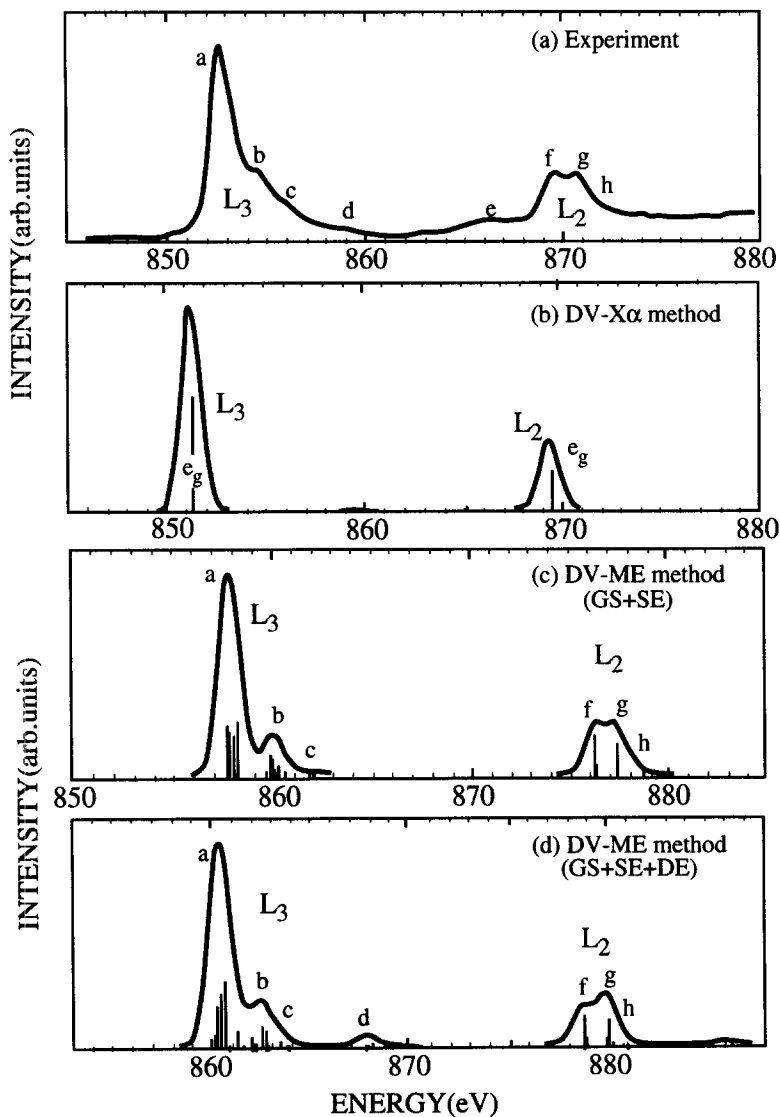 INTENSITY(arb.units)
(a) Experiment
a
b
c
d
e
f
g
h
L3
L2
850 860 870 880
(b) DV-Xα method
L3
eg
L2
eg
850 860 870 880
INTENSITY(arb.units)
(c) DV-ME method
(GS+SE)
a
L3
b
c
L2
f
g
h
850 860 870 880
(d) DV-ME method
(GS+SE+DE)
a
L3
b
c
d
L2
f
g
h
860 870 880
ENERGY(eV)